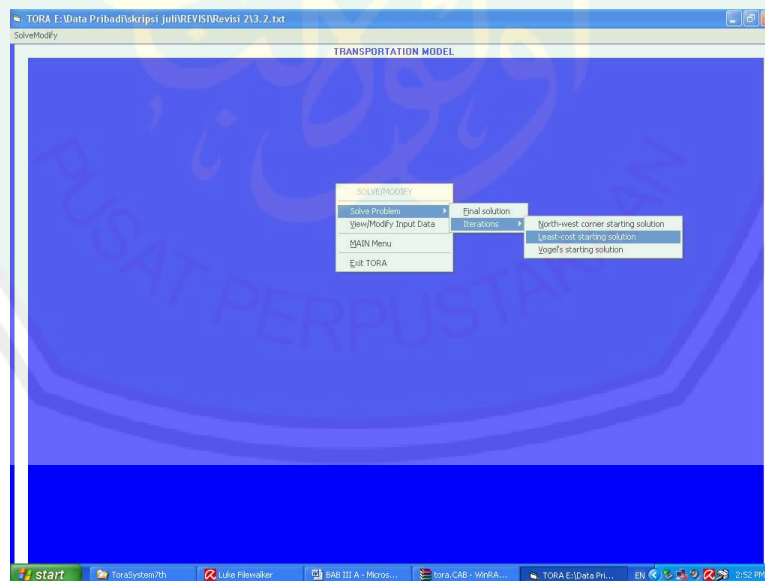 TORA E:\Data Pribadi\skripsi juli\REVISI\Revisi 2\3.2.txt
SolveModify
TRANSPORTATION MODEL
SOLVE/MODIFY
Solve Problem
Final solution
View/Modify Input Data
Iterations
North-west corner starting solution
Least-cost starting solution
MAIN Menu
Vogel's starting solution
Exit TORA
PUSAT PERPUSTAKAAN
start
ToraSystem7th
Luke Filewalker
BAB III A - Micros...
tora.CAB - WinRA...
TORA E:\Data Pri...
EN
2:52 PM